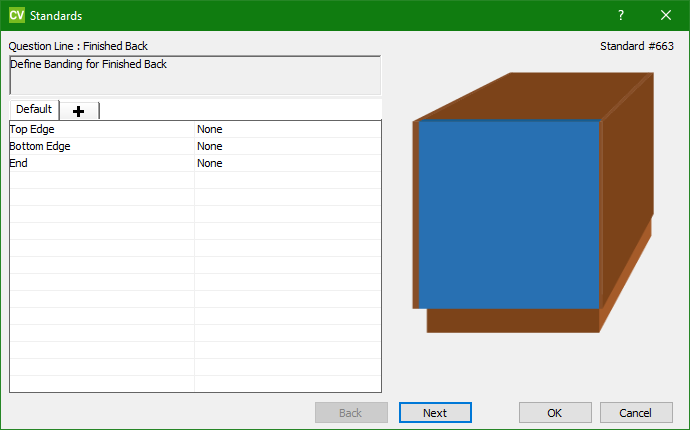 CV Standards ?
Question Line : Finished Back Standard #663
Define Banding for Finished Back
Default
Top Edge None
Bottom Edge None
End None
Back Next OK Cancel